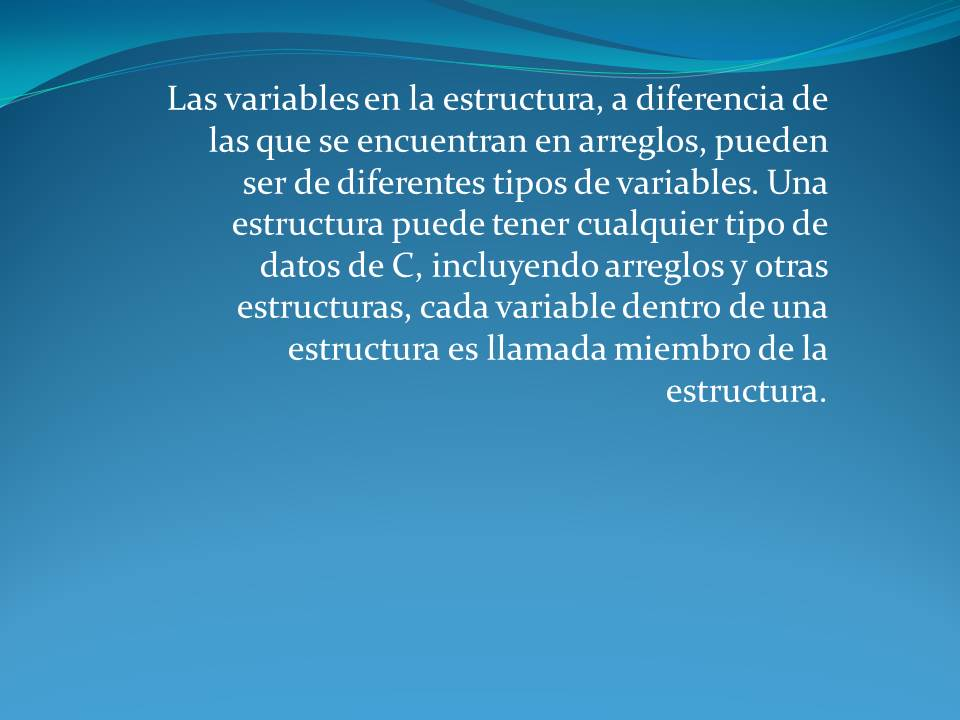 Las variables en la estructura, a diferencia de
las que se encuentran en arreglos, pueden
ser de diferentes tipos de variables. Una
estructura puede tener cualquier tipo de
datos de C, incluyendo arreglos y otras
estructuras, cada variable dentro de una
estructura es llamada miembro de la
estructura.